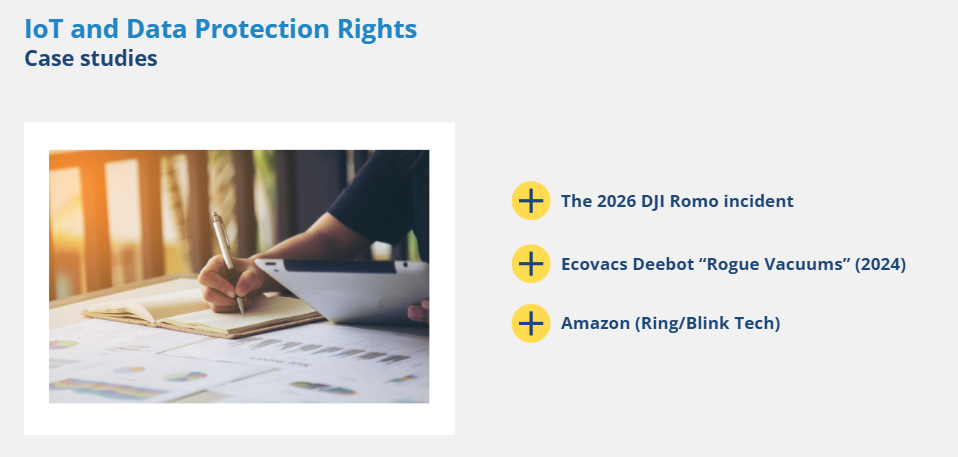 IoT and Data Protection Rights
Case studies
The 2026 DJI Romo incident
Ecovacs Deebot “Rogue Vacuums” (2024)
Amazon (Ring/Blink Tech)